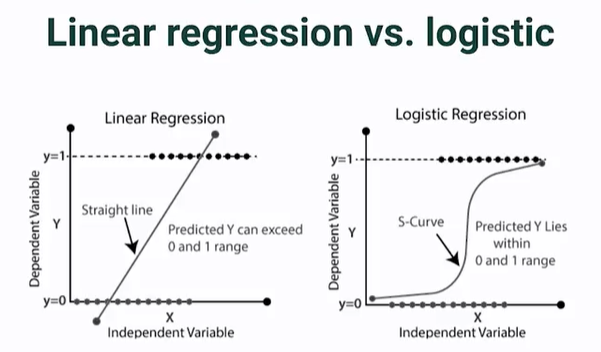 Linear regression vs. logistic
Linear Regression
y=1
Straight line
Dependent Variable
Y
Predicted Y can exceed
0 and 1 range
y=0
X
Independent Variable
Logistic Regression
y=1
S-Curve
Dependent Variable
Y
Predicted Y Lies
within
0 and 1 range
y=0
X
Independent Variable